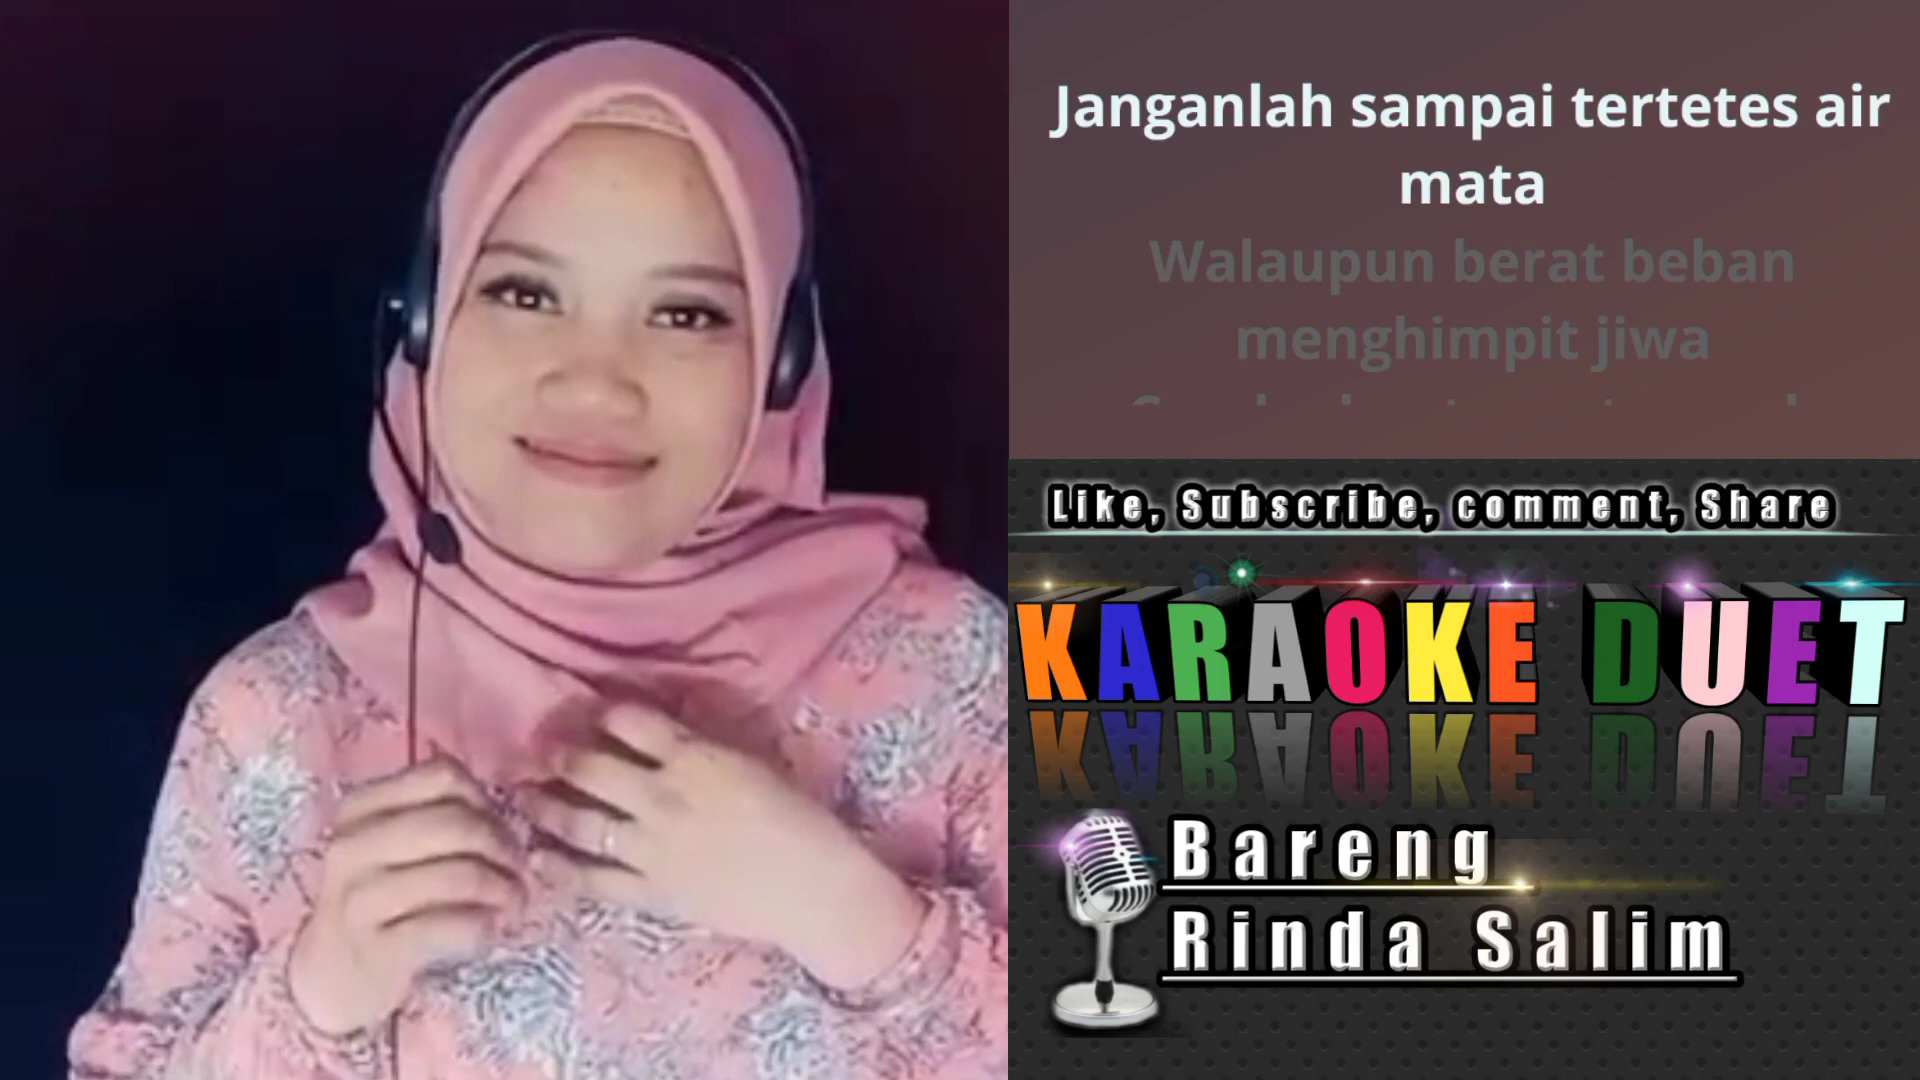 Janganlah sampai tertetes air
mata
Walaupun berat beban
menghimpit jiwa
Like, Subscribe, comment, Share
KARAOKE DUET
Bareng
Rinda Salim